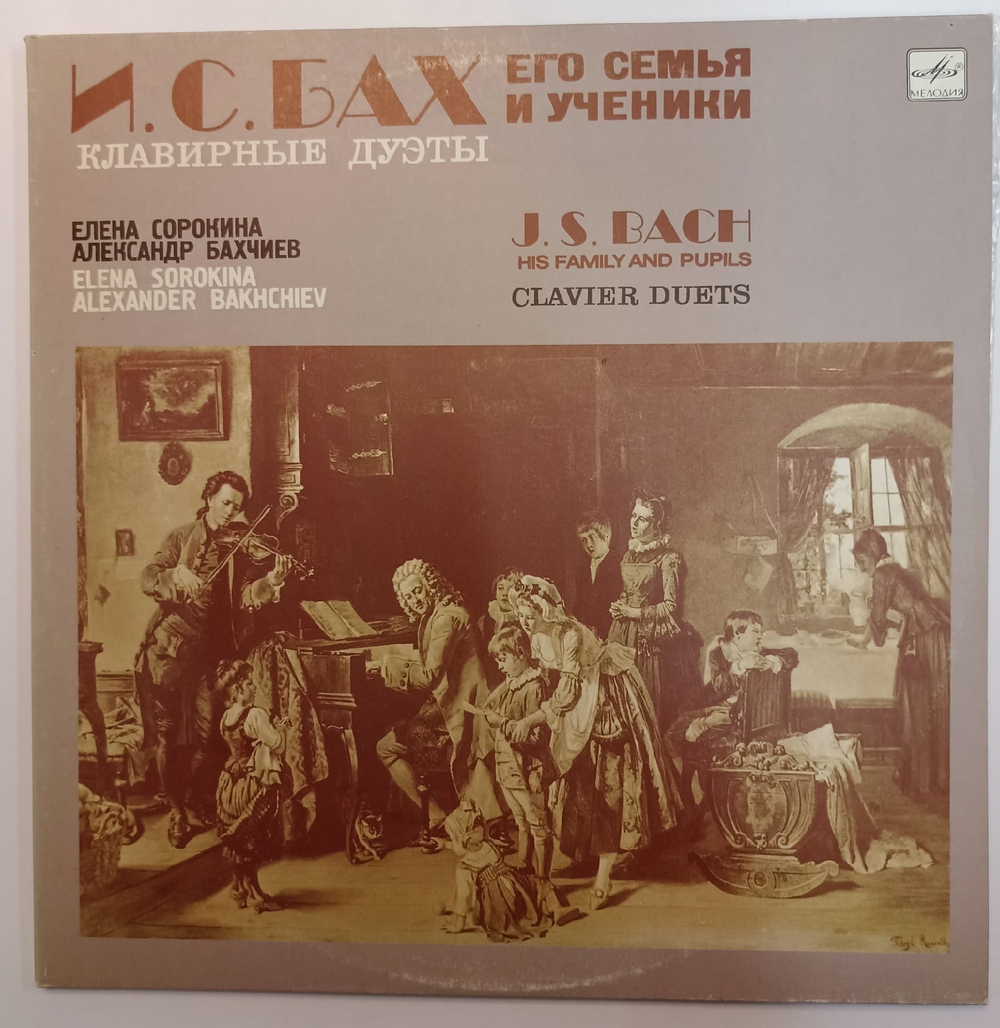 И.С.БАХ
ЕГО СЕМЬЯ
И УЧЕНИКИ
КЛАВИРНЫЕ ДУЭТЫ
МЕЛОДИЯ
ЕЛЕНА СОРОКИНА
АЛЕКСАНДР БАХЧИЕВ
ELENA SOROKINA
ALEXANDER BAKHCHIEV
J. S. BACH
HIS FAMILY AND PUPILS
CLAVIER DUETS